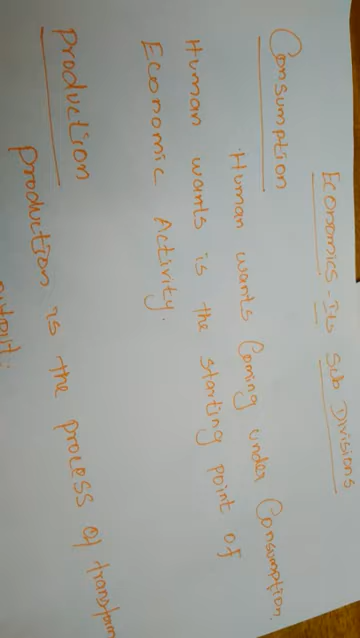 Economics - Its Sub Divisions
Consumption
Human wants Coming under Consumption.
Human wants is the starting point of
Economic Activity.
Production
Production is the process of transform
output: